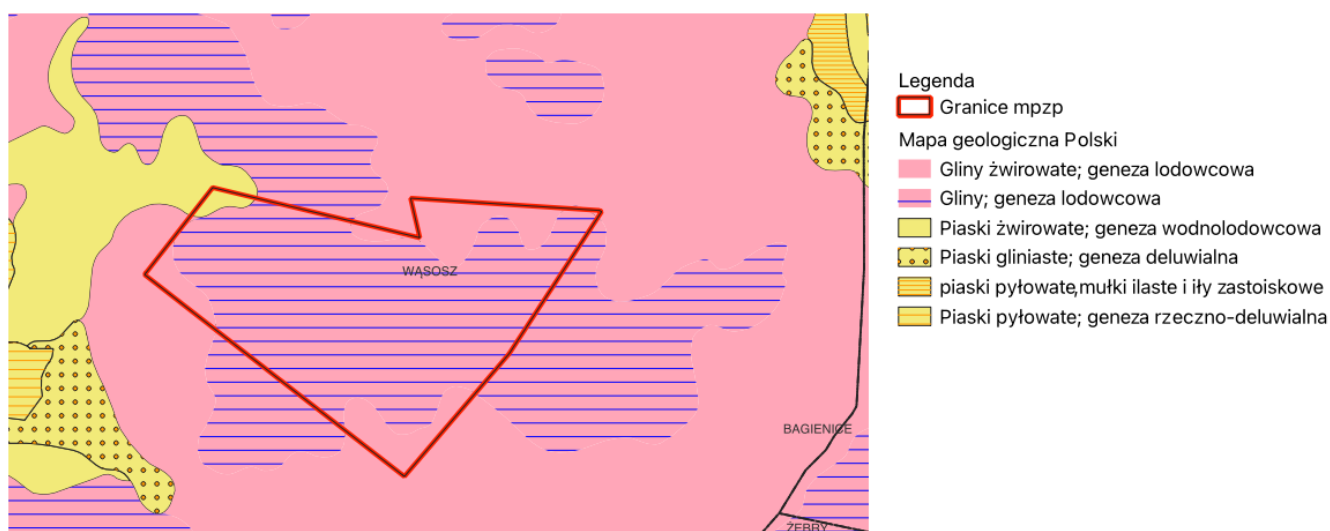 Legenda
Granice mpzp
Mapa geologiczna Polski
Gliny żwirowate; geneza lodowcowa
Gliny; geneza lodowcowa
Piaski żwirowate; geneza wodnolodowcowa
Piaski gliniaste; geneza deluwialna
piaski pyłowate,mułki ilaste i iły zastoiskowe
Piaski pyłowate; geneza rzeczno-deluwialna
WĄSOSZ
BAGIENICE
ŻEBRY